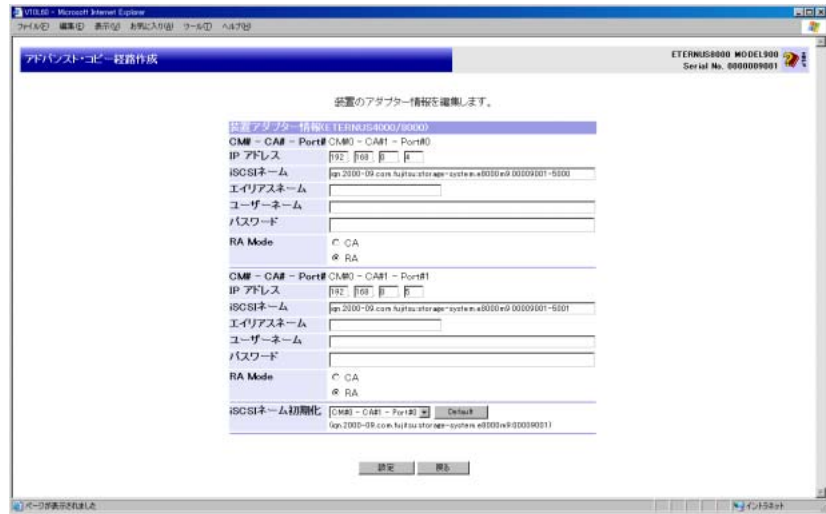 VTOL60 - Microsoft Internet Explorer
ファイル(F) 編集(E) 表示(V) お気に入り(A) ツール(T) ヘルプ(H)
アドバンスト・コピー経路作成
ETERNUS8000 MODEL900
Serial No. 0000009001
装置のアダプター情報を編集します。
装置アダプター情報(ETERNUS4000/8000)
CM# - CA# - Port# CM#0 - CA#1 - Port#0
IP アドレス 192 . 168 . 0 . 4
iSCSIネーム iqn.2000-09.com.fujitsu:storage-system.e8000m9:00009001-5000
エイリアスネーム
ユーザーネーム
パスワード
RA Mode CA
RA
CM# - CA# - Port# CM#0 - CA#1 - Port#1
IP アドレス 192 . 168 . 0 . 5
iSCSIネーム iqn.2000-09.com.fujitsu:storage-system.e8000m9:00009001-5001
エイリアスネーム
ユーザーネーム
パスワード
RA Mode CA
RA
iSCSIネーム初期化 CM#0 - CA#1 - Port#0 Default
(iqn.2000-09.com.fujitsu:storage-system.e8000m9:00009001)
設定 戻る
ページが表示されました イントラネット